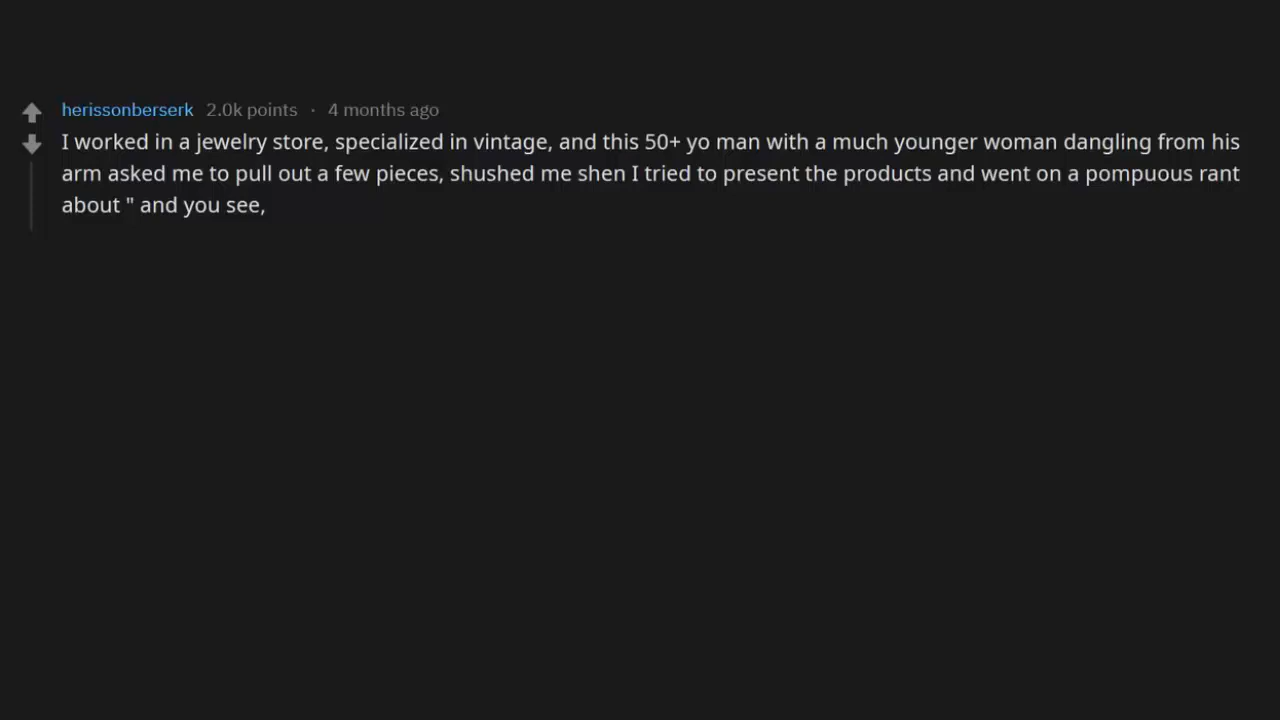 herissonberserk 2.0k points · 4 months ago
I worked in a jewelry store, specialized in vintage, and this 50+ yo man with a much younger woman dangling from his
arm asked me to pull out a few pieces, shushed me shen I tried to present the products and went on a pompuous rant
about " and you see,